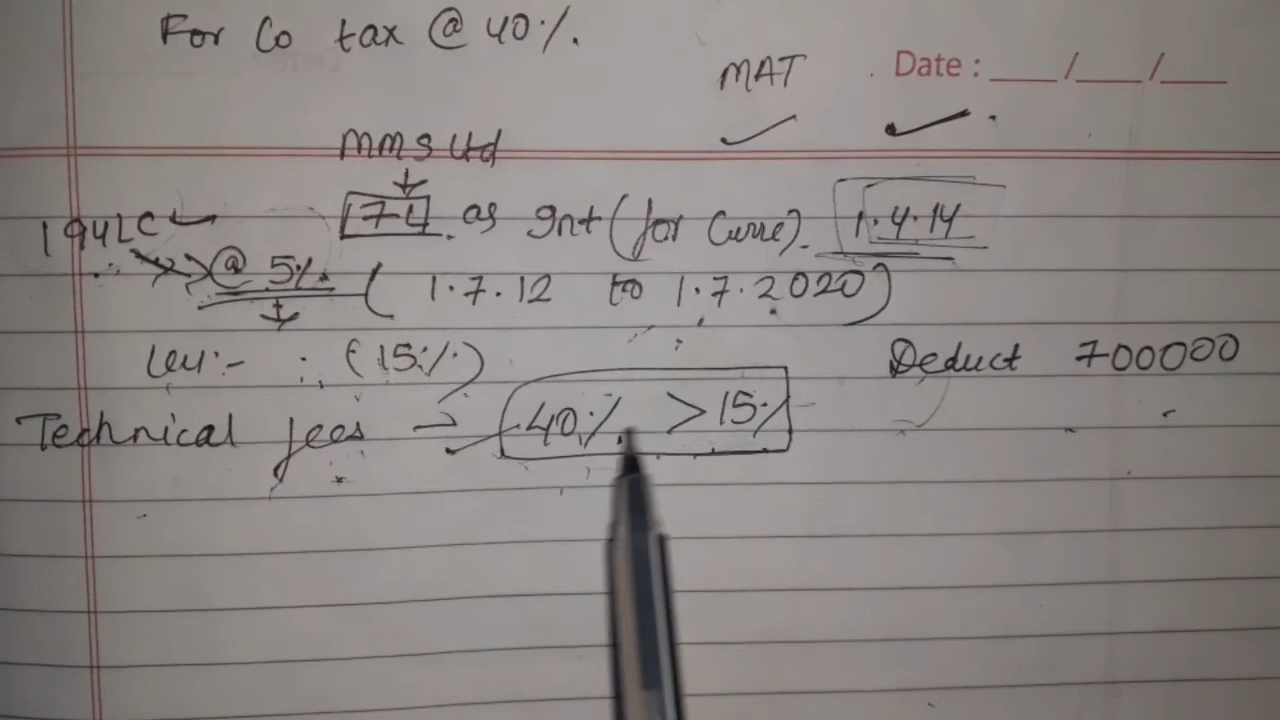 For Co tax @ 40%.
MAT
Date : ___/___/___
MMS Ltd
194LC
174 as Int (for Curre). 1.4.14
@ 5% ( 1.7.12 to 1.7.2020)
(15%)
Deduct 700000
Technical fees → 40% > 15%